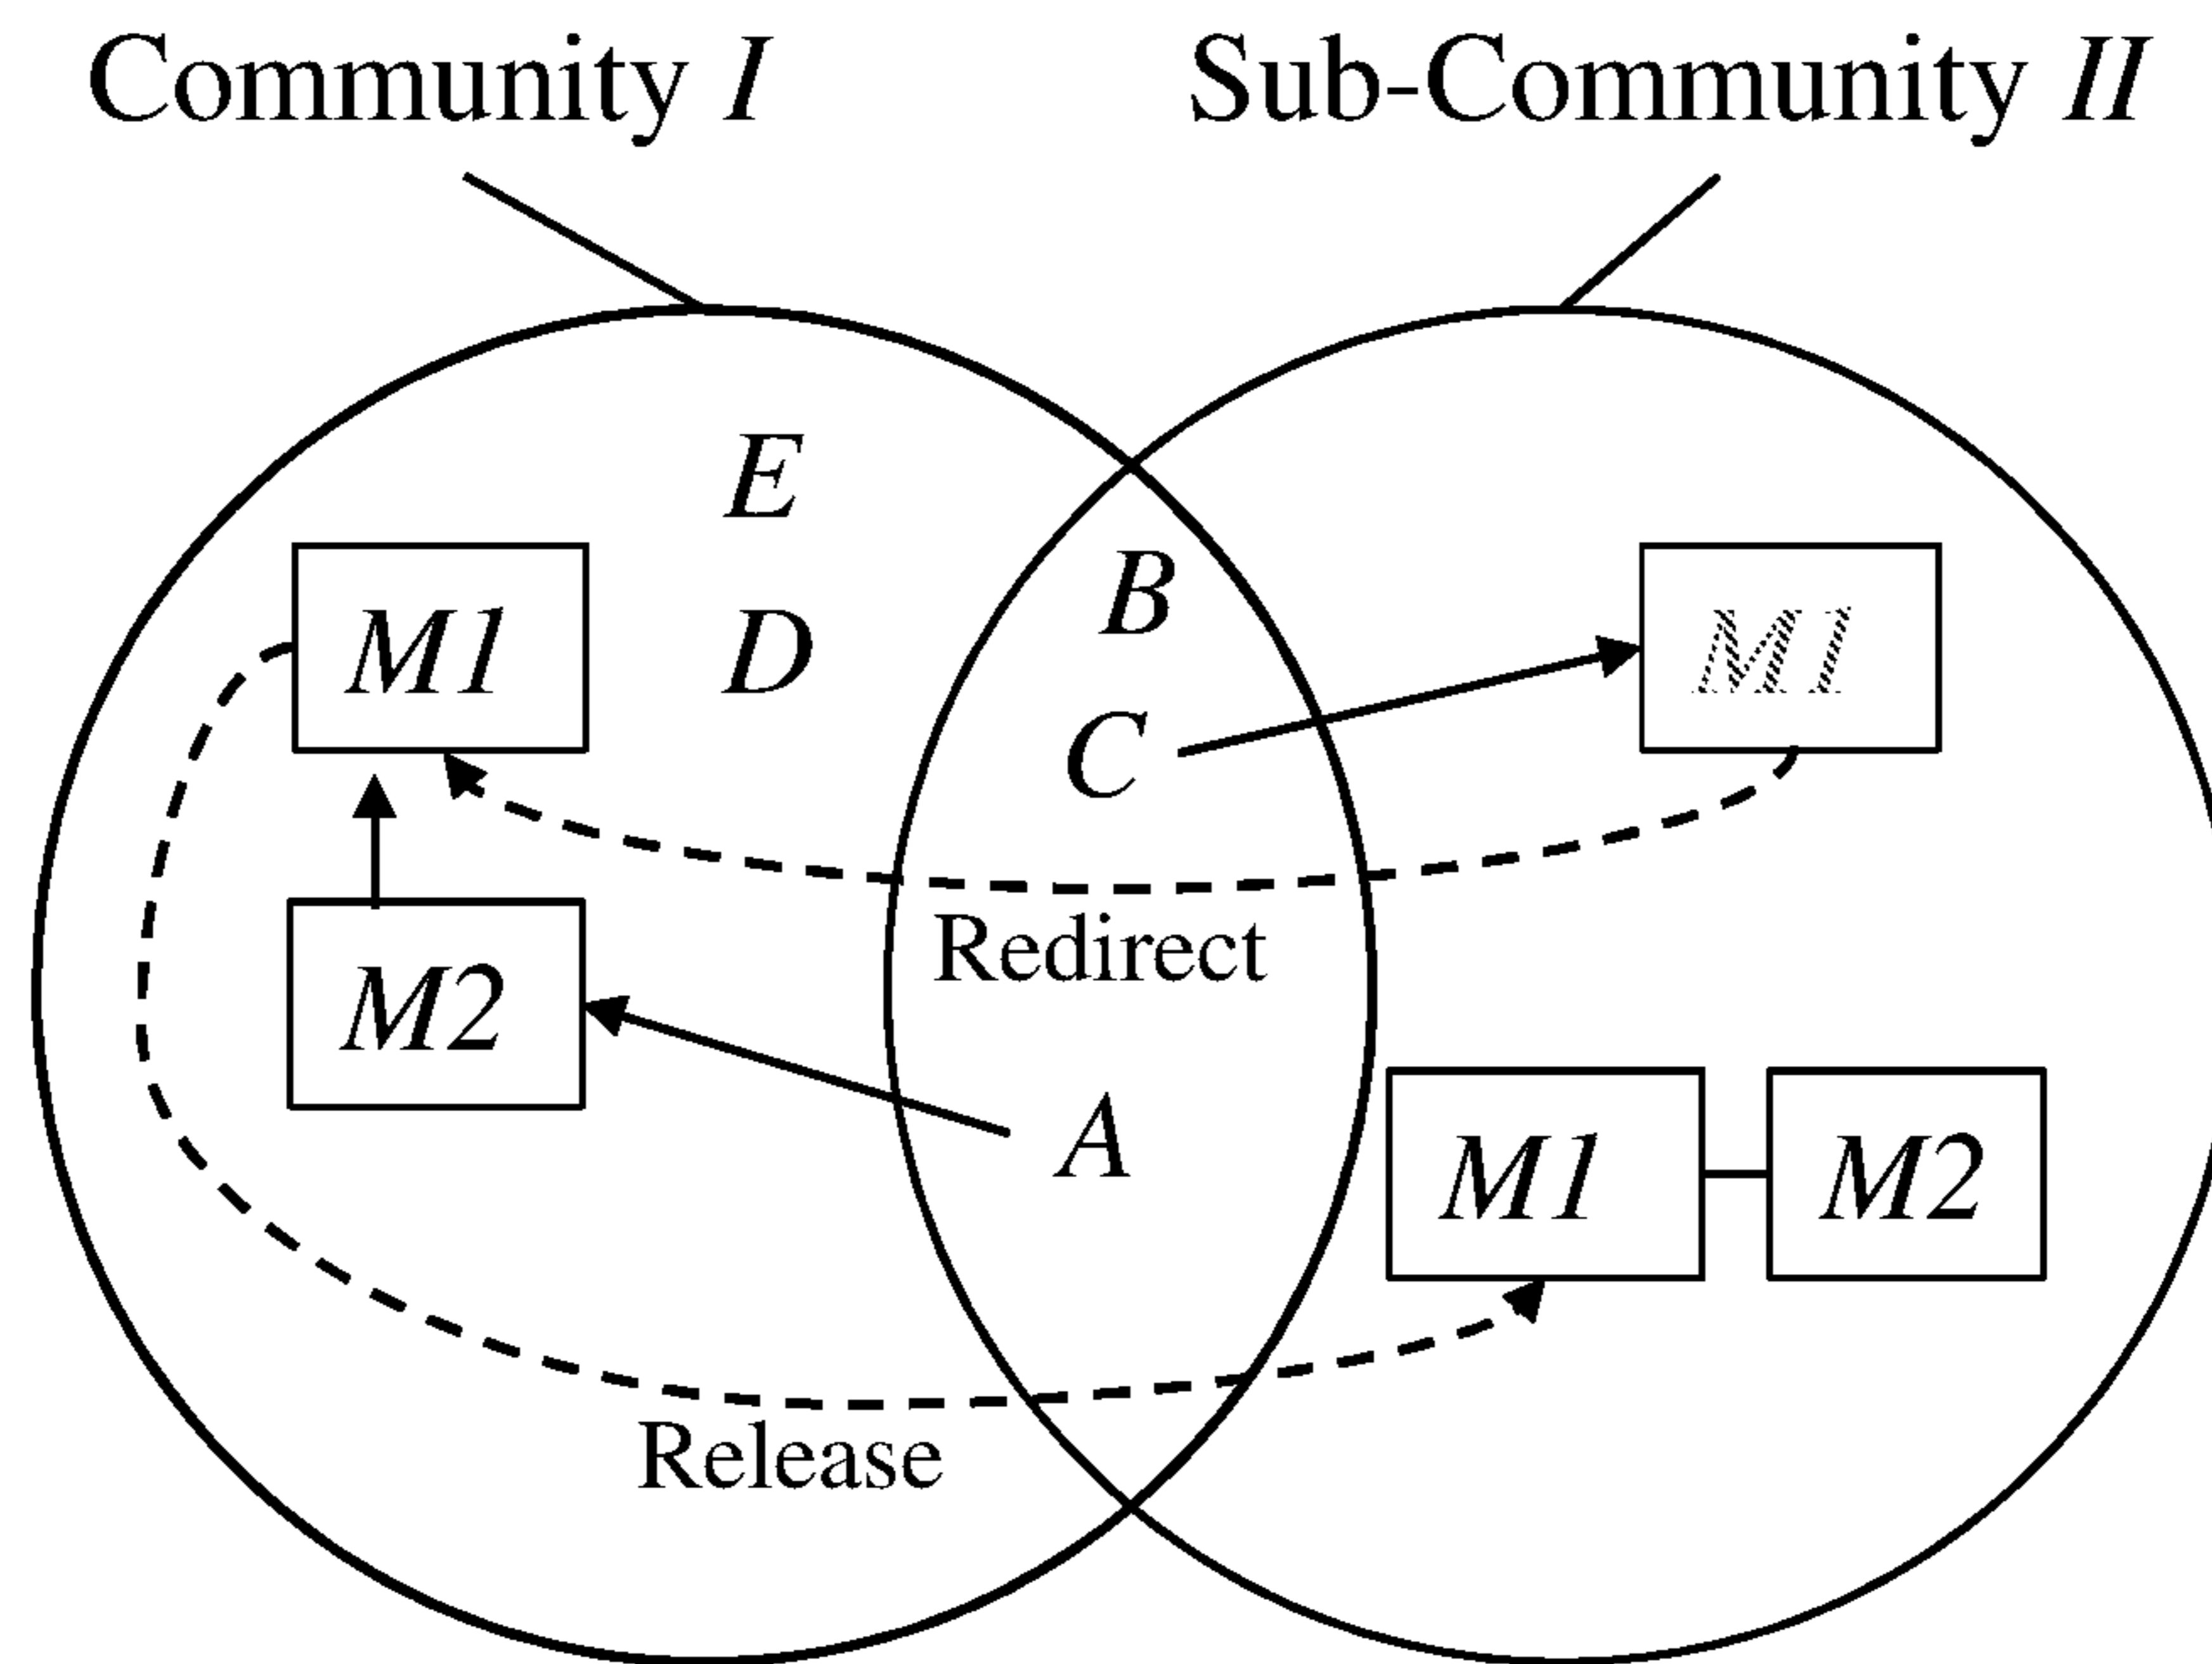 Community I
Sub-Community II
E
B
M1
D
M1
C
Redirect
M2
A
M1
M2
Release